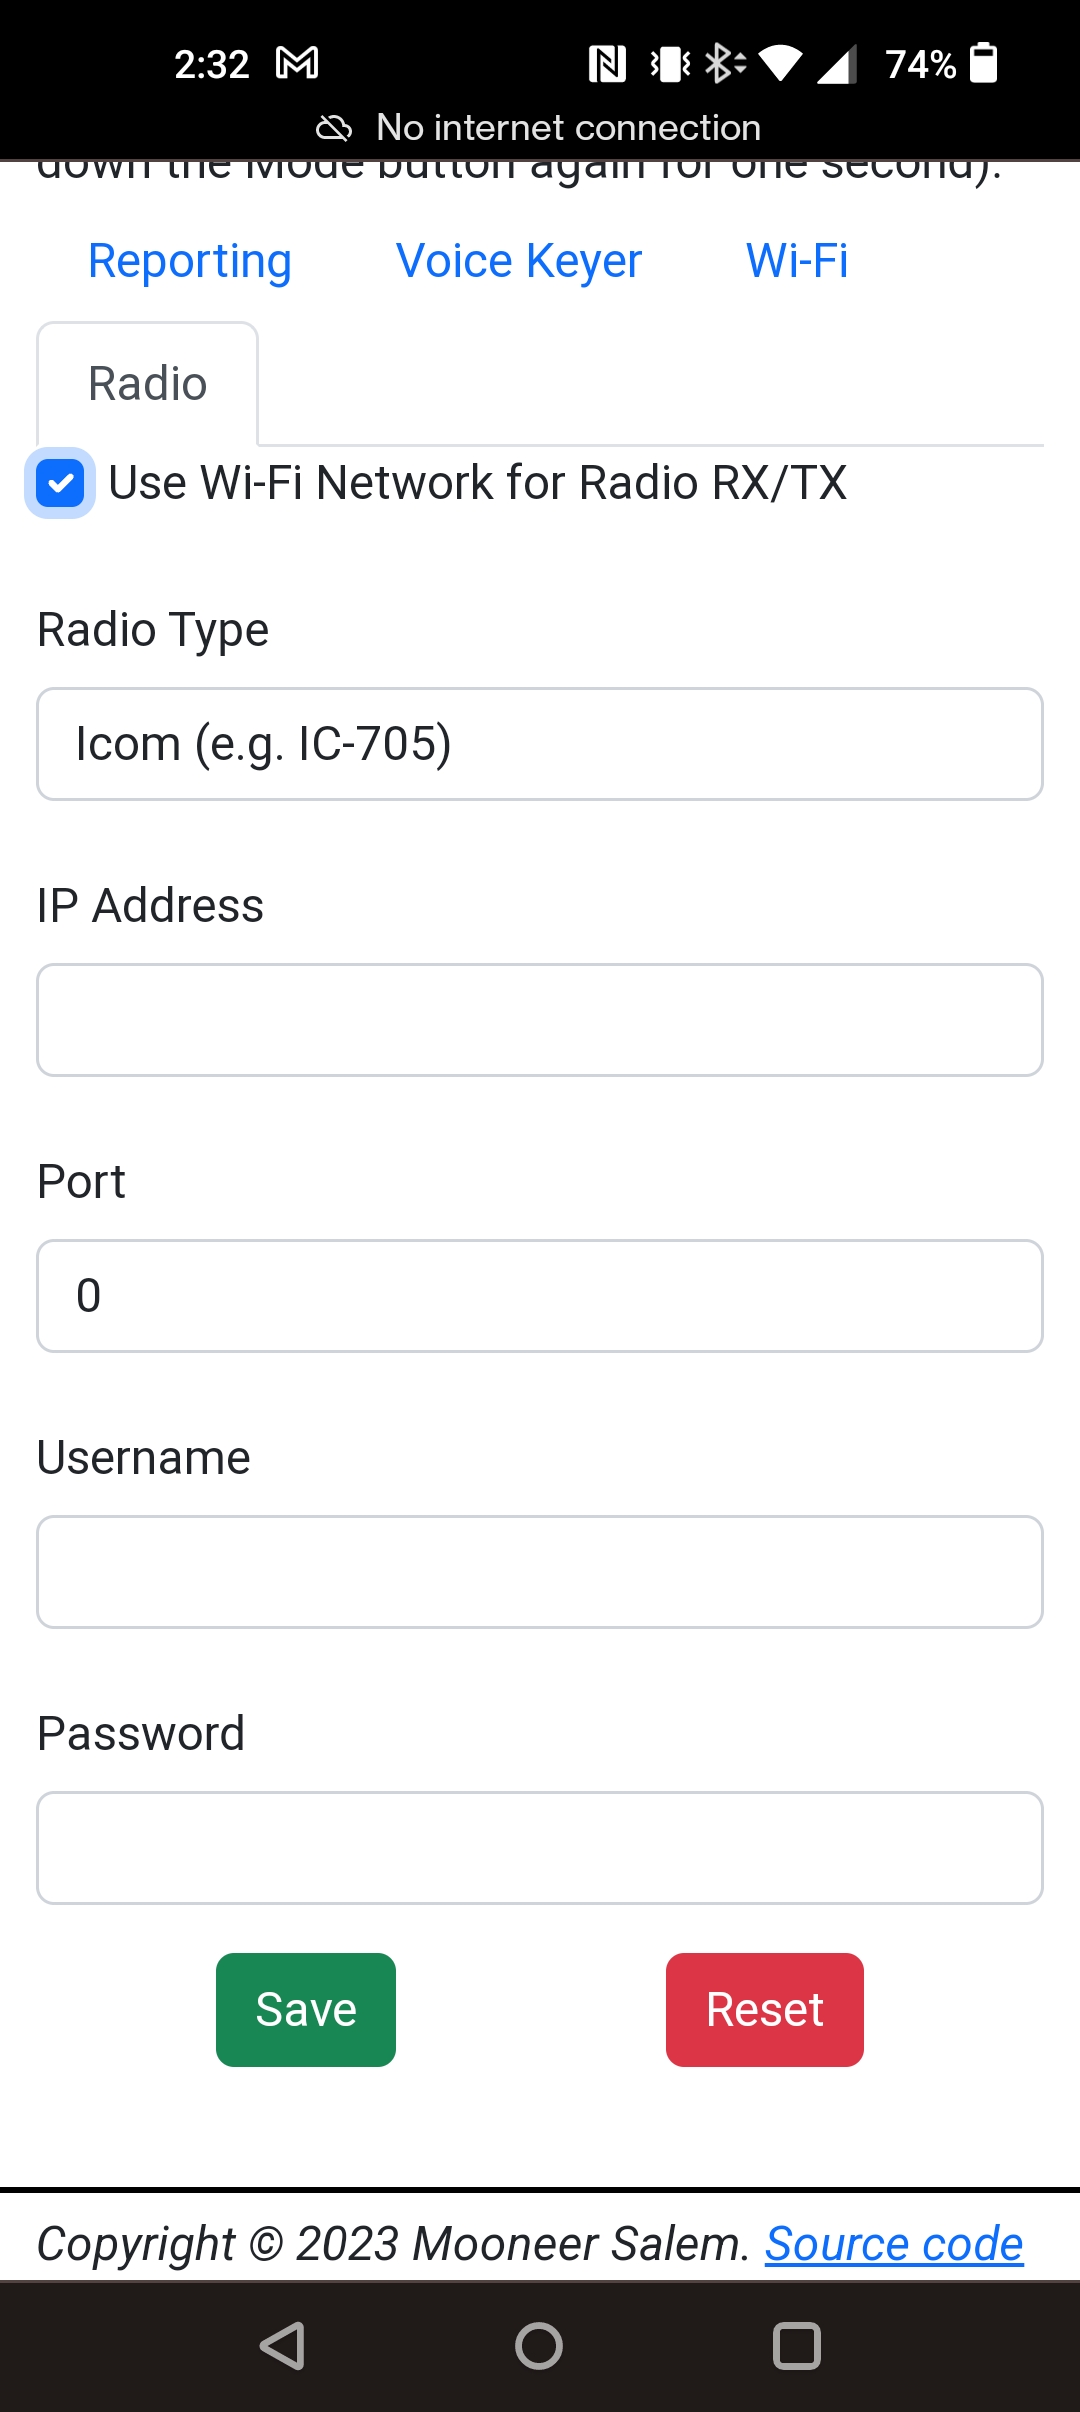 2:32 74%
No internet connection
down the Mode button again for one second).
Reporting Voice Keyer Wi-Fi
Radio
Use Wi-Fi Network for Radio RX/TX
Radio Type
Icom (e.g. IC-705)
IP Address
Port
0
Username
Password
Save Reset
Copyright © 2023 Mooneer Salem. Source code